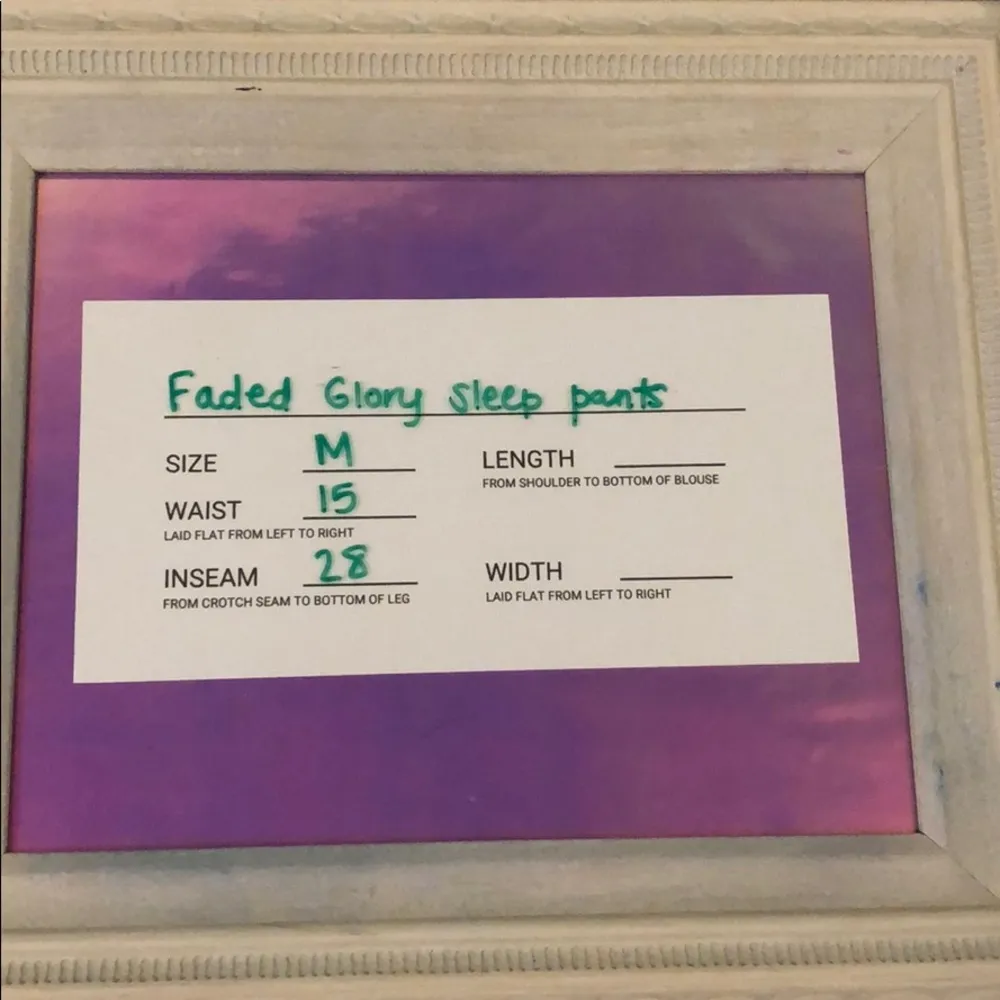 Faded Glory sleep pants
SIZE M
WAIST 15
LAID FLAT FROM LEFT TO RIGHT
INSEAM 28
FROM CROTCH SEAM TO BOTTOM OF LEG
LENGTH
FROM SHOULDER TO BOTTOM OF BLOUSE
WIDTH
LAID FLAT FROM LEFT TO RIGHT